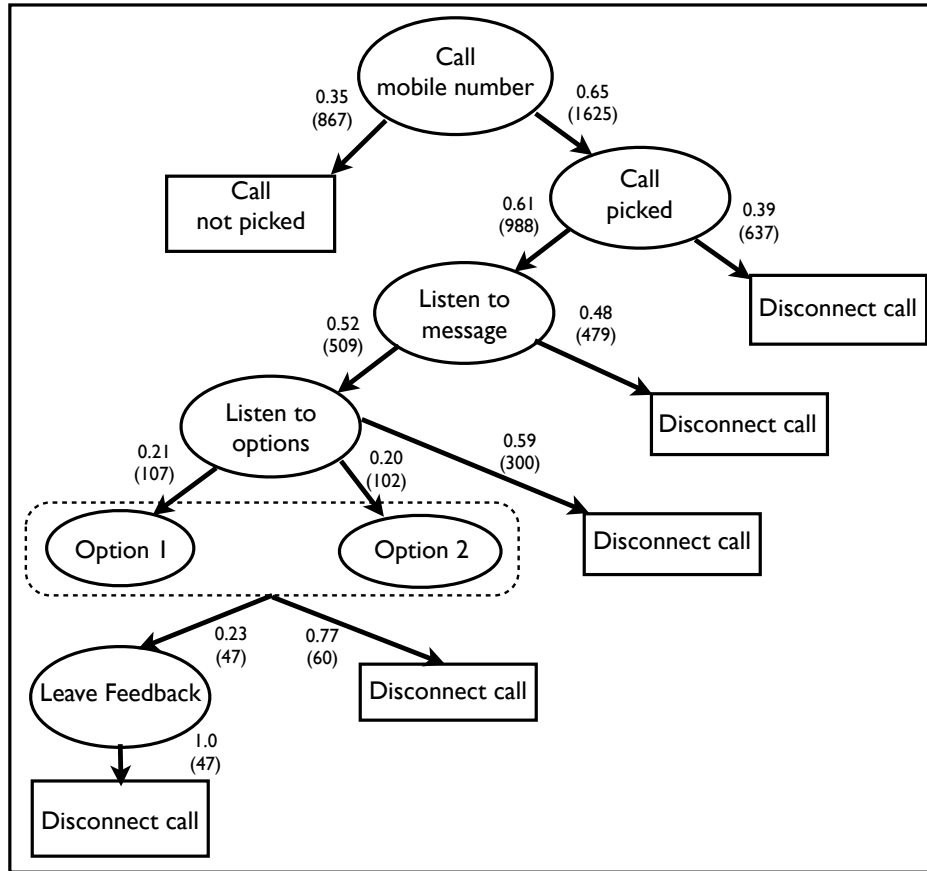 Call
mobile number
0.35
(867)
0.65
(1625)
Call
not picked
Call
picked
0.61
(988)
0.39
(637)
Listen to
message
Disconnect call
0.52
(509)
0.48
(479)
Listen to
options
Disconnect call
0.21
(107)
0.20
(102)
0.59
(300)
Option 1
Option 2
Disconnect call
0.23
(47)
0.77
(60)
Leave Feedback
Disconnect call
1.0
(47)
Disconnect call